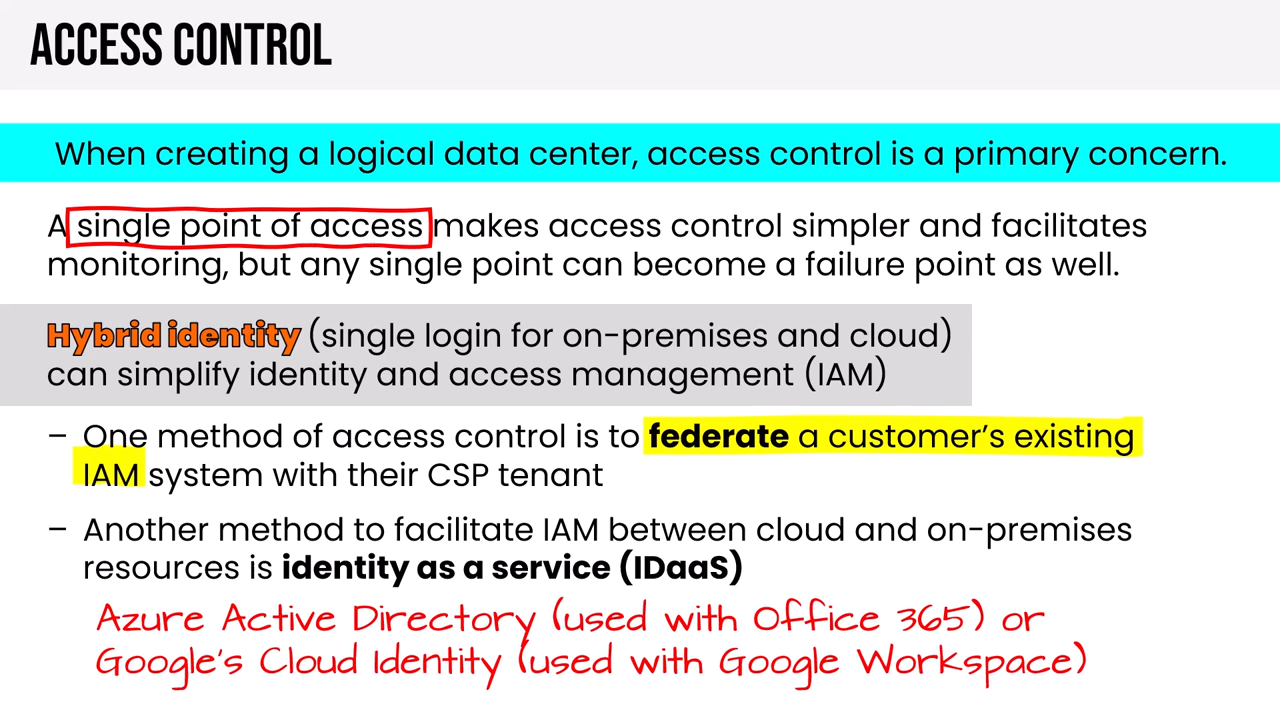 ACCESS CONTROL
When creating a logical data center, access control is a primary concern.
A single point of access makes access control simpler and facilitates
monitoring, but any single point can become a failure point as well.
Hybrid identity (single login for on-premises and cloud)
can simplify identity and access management (IAM)
– One method of access control is to federate a customer’s existing
IAM system with their CSP tenant
– Another method to facilitate IAM between cloud and on-premises
resources is identity as a service (IDaaS)
Azure Active Directory (used with Office 365) or
Google's Cloud Identity (used with Google Workspace)